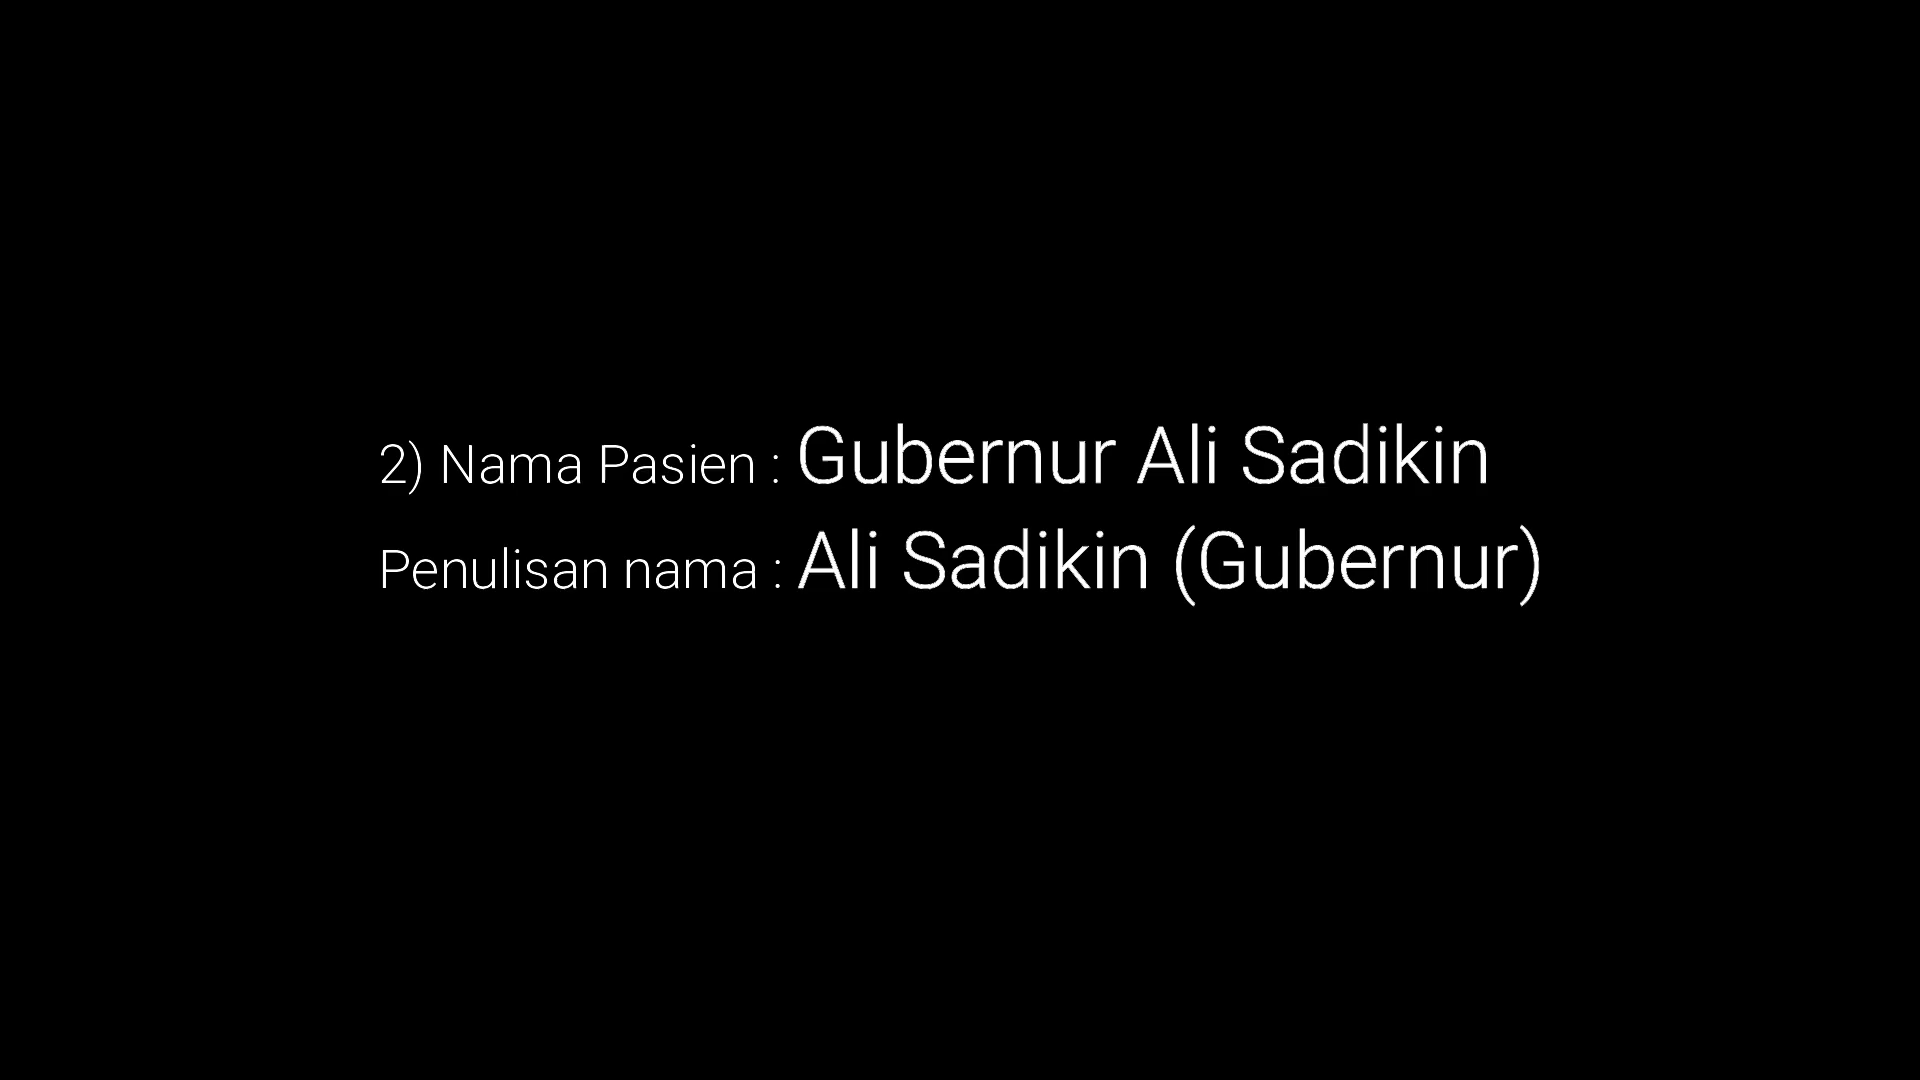 2) Nama Pasien : Gubernur Ali Sadikin
Penulisan nama : Ali Sadikin (Gubernur)